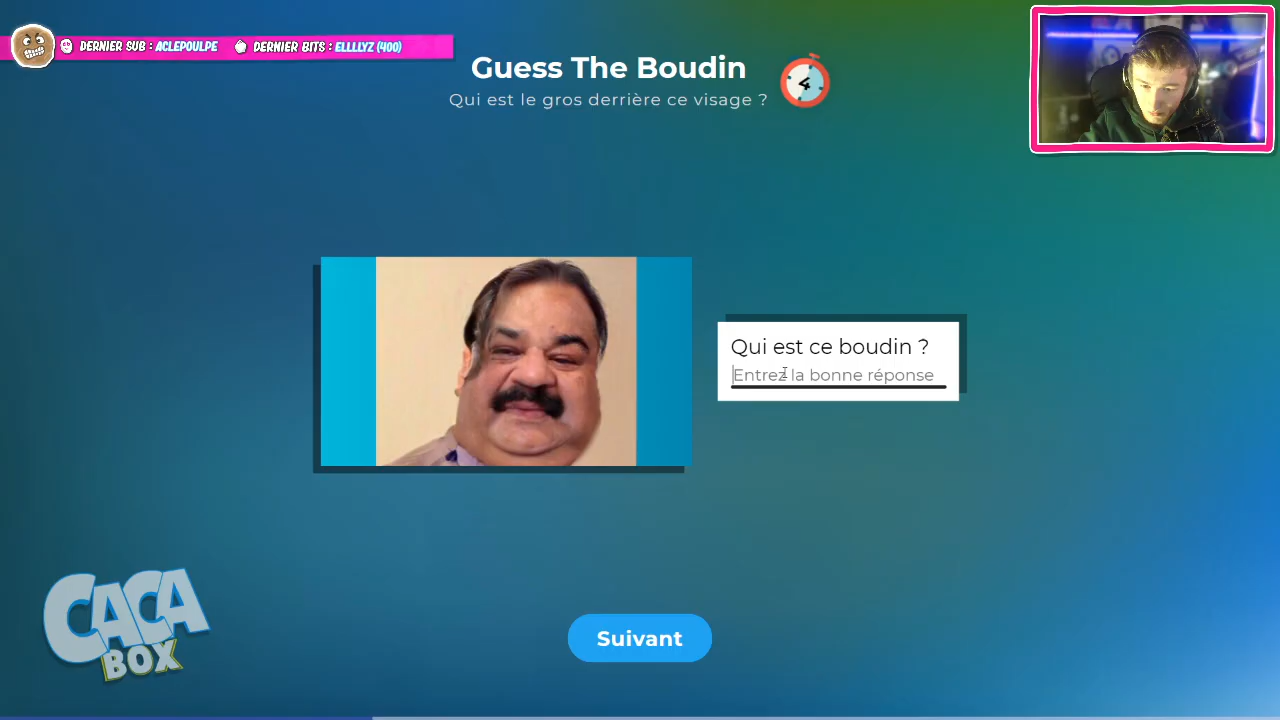 DERNIER SUB : ACLEPOULPE
DERNIER BITS : ELLLLYZ (400)
Guess The Boudin
4
Qui est le gros derrière ce visage ?
Qui est ce boudin ?
Entrez la bonne réponse
CACA
BOX
Suivant